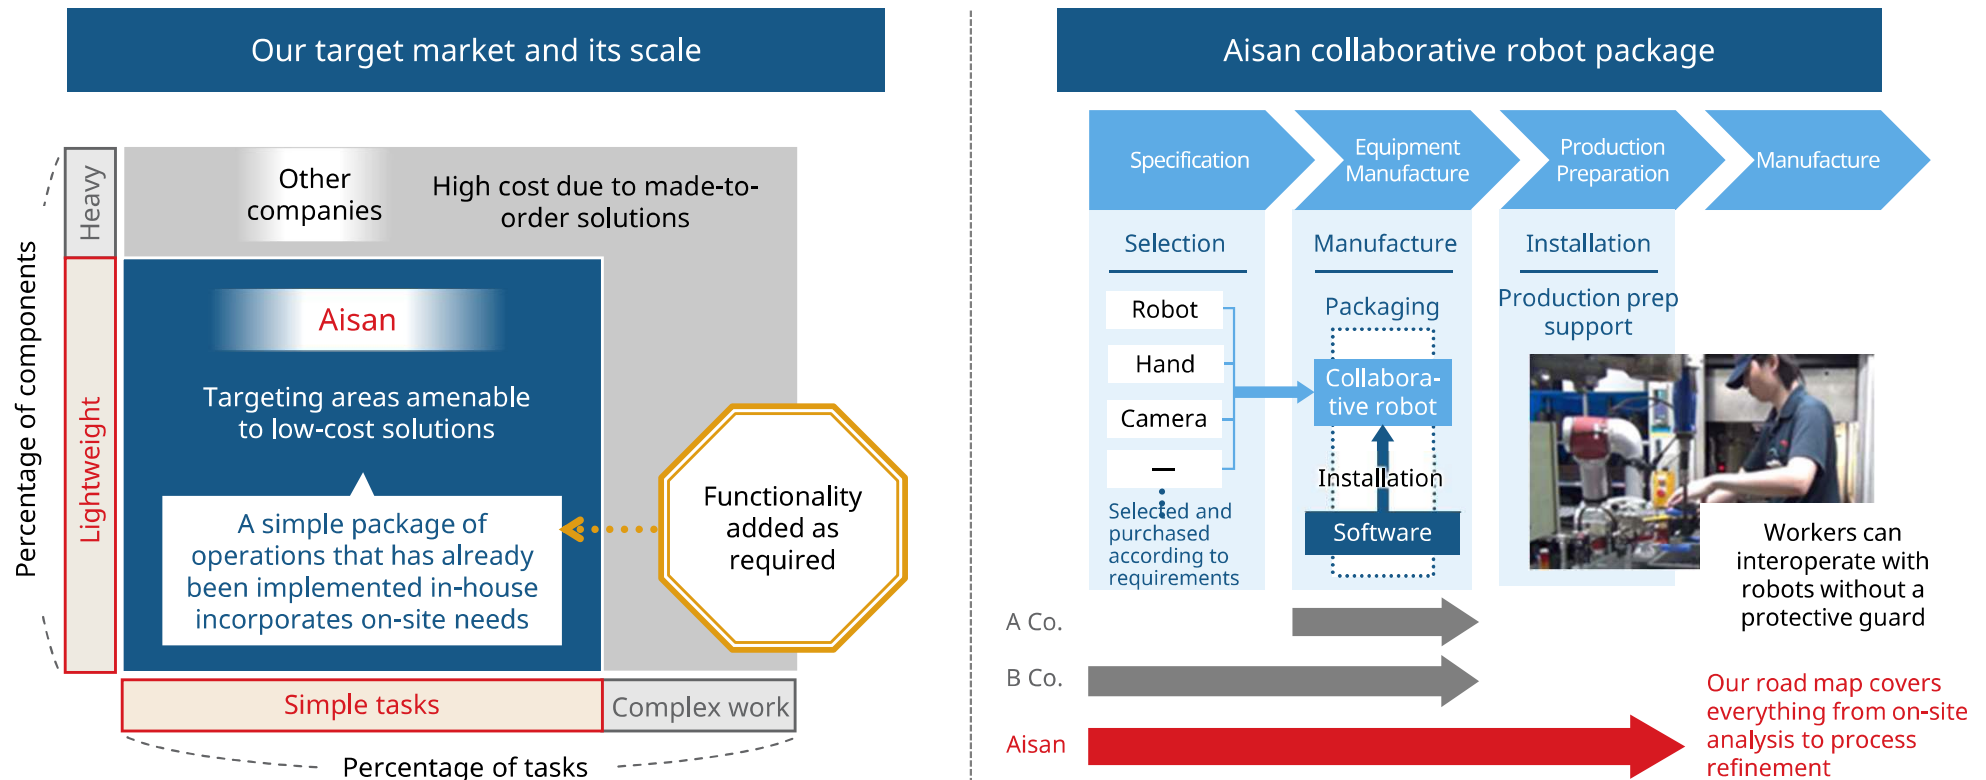 Our target market and its scale
Percentage of components
Heavy
Lightweight
Other
companies
High cost due to made-to-
order solutions
Aisan
Targeting areas amenable
to low-cost solutions
A simple package of
operations that has already
been implemented in-house
incorporates on-site needs
Functionality
added as
required
Simple tasks
Complex work
Percentage of tasks
Aisan collaborative robot package
Specification
Equipment
Manufacture
Production
Preparation
Manufacture
Selection
Robot
Hand
Camera
—
Selected and
purchased
according to
requirements
Manufacture
Packaging
Collabora-
tive robot
Installation
Software
Installation
Production prep
support
Workers can
interoperate with
robots without a
protective guard
A Co.
B Co.
Aisan
Our road map covers
everything from on-site
analysis to process
refinement